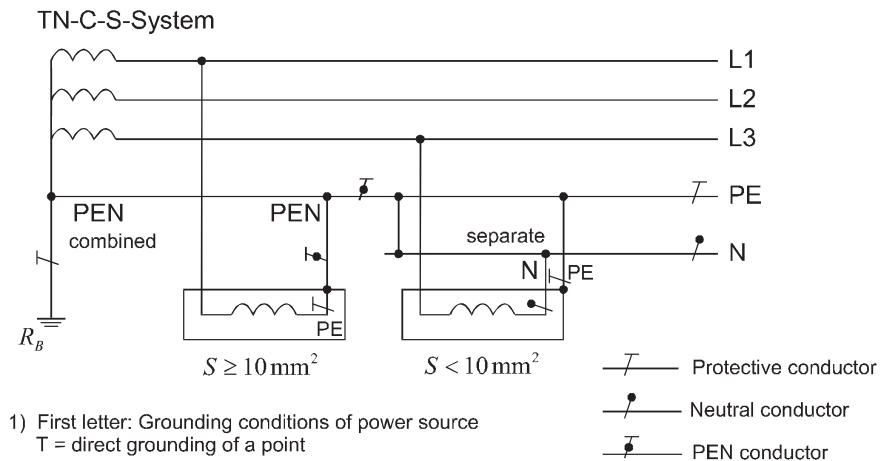 TN-C-S-System
L1
L2
L3
PEN
combined
PEN
separate
PE
N
N
PE
PE
R_B
S ≥ 10 mm²
S < 10 mm²
Protective conductor
Neutral conductor
PEN conductor
1) First letter: Grounding conditions of power source
T = direct grounding of a point